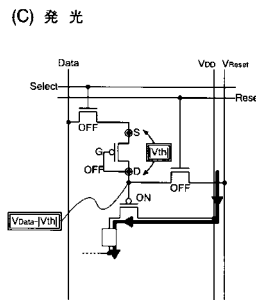 (C) 発光
Data VDD VReset
Select
Rese
OFF
S
G
|Vth|
OFF
D
OFF
ON
VData-|Vth|